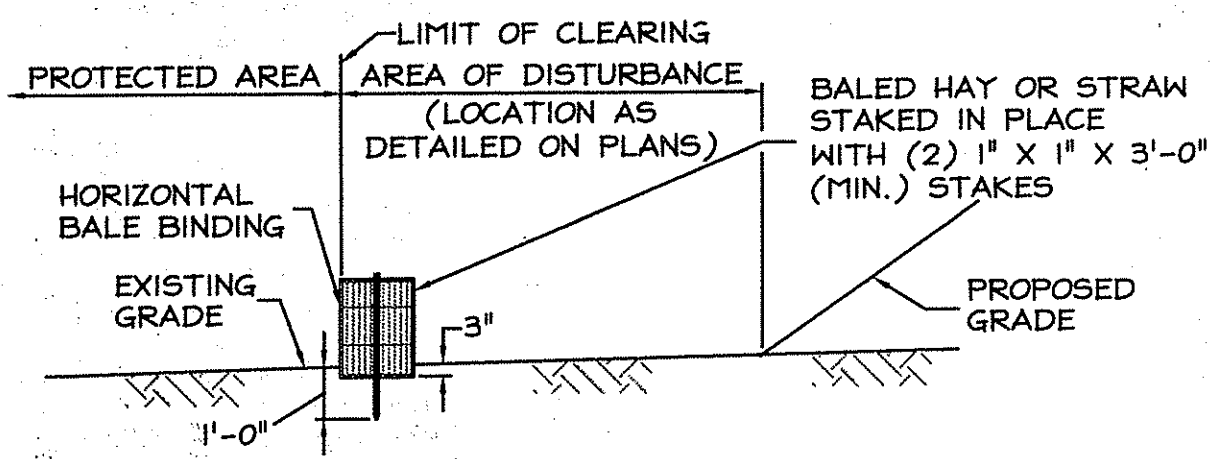 LIMIT OF CLEARING
PROTECTED AREA
AREA OF DISTURBANCE
(LOCATION AS
DETAILED ON PLANS)
BALED HAY OR STRAW
STAKED IN PLACE
WITH (2) 1" X 1" X 3'-0"
(MIN.) STAKES
HORIZONTAL
BALE BINDING
EXISTING
GRADE
3"
PROPOSED
GRADE
1'-0"